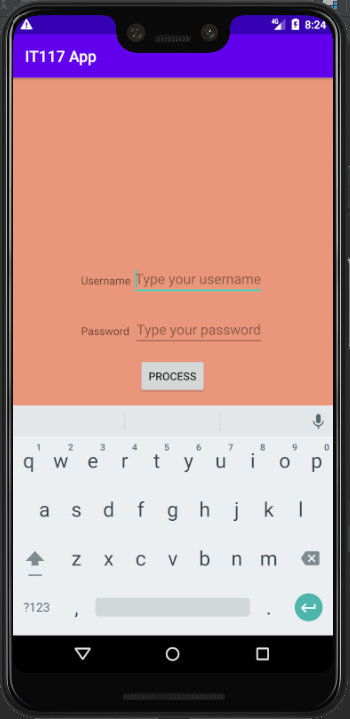 4G 8:24
IT117 App
Username Type your username
Password Type your password
PROCESS
1 2 3 4 5 6 7 8 9 0
q w e r t y u i o p
a s d f g h j k l
z x c v b n m
?123 , .